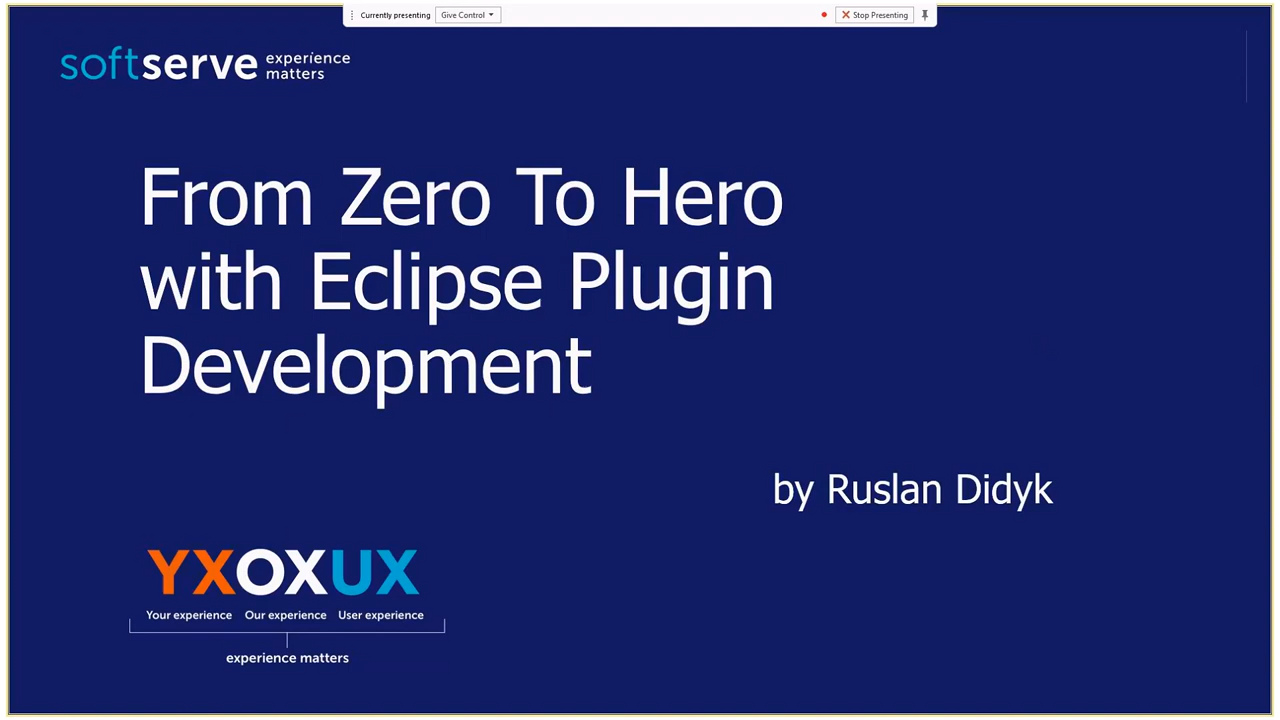 Currently presenting Give Control Stop Presenting
softserve experience
matters
From Zero To Hero
with Eclipse Plugin
Development
by Ruslan Didyk
YXOXUX
Your experience Our experience User experience
experience matters